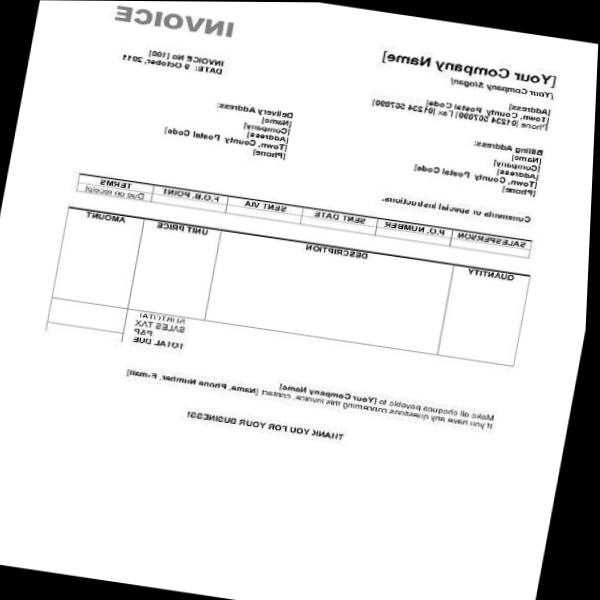 INVOICE
[Your Company Name]
[Your Company Slogan]
INVOICE No [100]
DATE: 9 October, 2011
[Address]
[Town, County Postal Code]
Phone [01234 567890] Fax [01234 567890]
Billing Address:
[Name]
[Company]
[Address]
[Town, County Postal Code]
[Phone]
Delivery Address:
[Name]
[Company]
[Address]
[Town, County Postal Code]
[Phone]
Comments or special instructions:
SALESPERSON P.O. NUMBER SENT DATE SENT VIA F.O.B. POINT TERMS
Due on receipt
QUANTITY DESCRIPTION UNIT PRICE AMOUNT
SUBTOTAL
SALES TAX
P&P
TOTAL DUE
Make all cheques payable to [Your Company Name]
If you have any questions concerning this invoice, contact [Name, Phone Number, E-mail]
THANK YOU FOR YOUR BUSINESS!